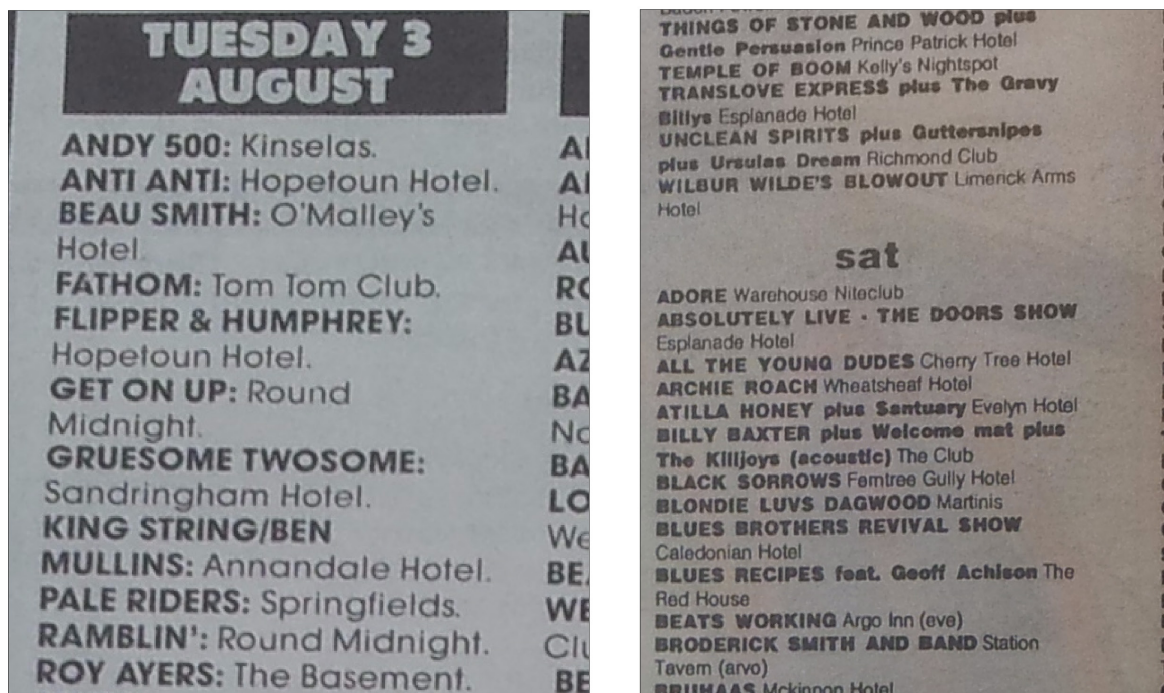 TUESDAY 3
AUGUST
ANDY 500: Kinselas.
ANTI ANTI: Hopetoun Hotel.
BEAU SMITH: O'Malley's
Hotel.
FATHOM: Tom Tom Club.
FLIPPER & HUMPHREY:
Hopetoun Hotel.
GET ON UP: Round
Midnight.
GRUESOME TWOSOME:
Sandringham Hotel.
KING STRING/BEN
MULLINS: Annandale Hotel.
PALE RIDERS: Springfields.
RAMBLIN': Round Midnight.
ROY AYERS: The Basement.
THINGS OF STONE AND WOOD plus
Gentle Persuasion Prince Patrick Hotel
TEMPLE OF BOOM Kelly's Nightspot
TRANSLOVE EXPRESS plus The Gravy
Billys Esplanade Hotel
UNCLEAN SPIRITS plus Guttersnipes
plus Ursulas Dream Richmond Club
WILBUR WILDE'S BLOWOUT Limerick Arms
Hotel
sat
ADORE Warehouse Niteclub
ABSOLUTELY LIVE - THE DOORS SHOW
Esplanade Hotel
ALL THE YOUNG DUDES Cherry Tree Hotel
ARCHIE ROACH Wheatsheaf Hotel
ATILLA HONEY plus Santuary Evelyn Hotel
BILLY BAXTER plus Welcome mat plus
The Killjoys (acoustic) The Club
BLACK SORROWS Ferntree Gully Hotel
BLONDIE LUVS DAGWOOD Martinis
BLUES BROTHERS REVIVAL SHOW
Caledonian Hotel
BLUES RECIPES feat. Geoff Achison The
Red House
BEATS WORKING Argo Inn (eve)
BRODERICK SMITH AND BAND Station
Tavern (arvo)
BRUHAAS Mckinnon Hotel